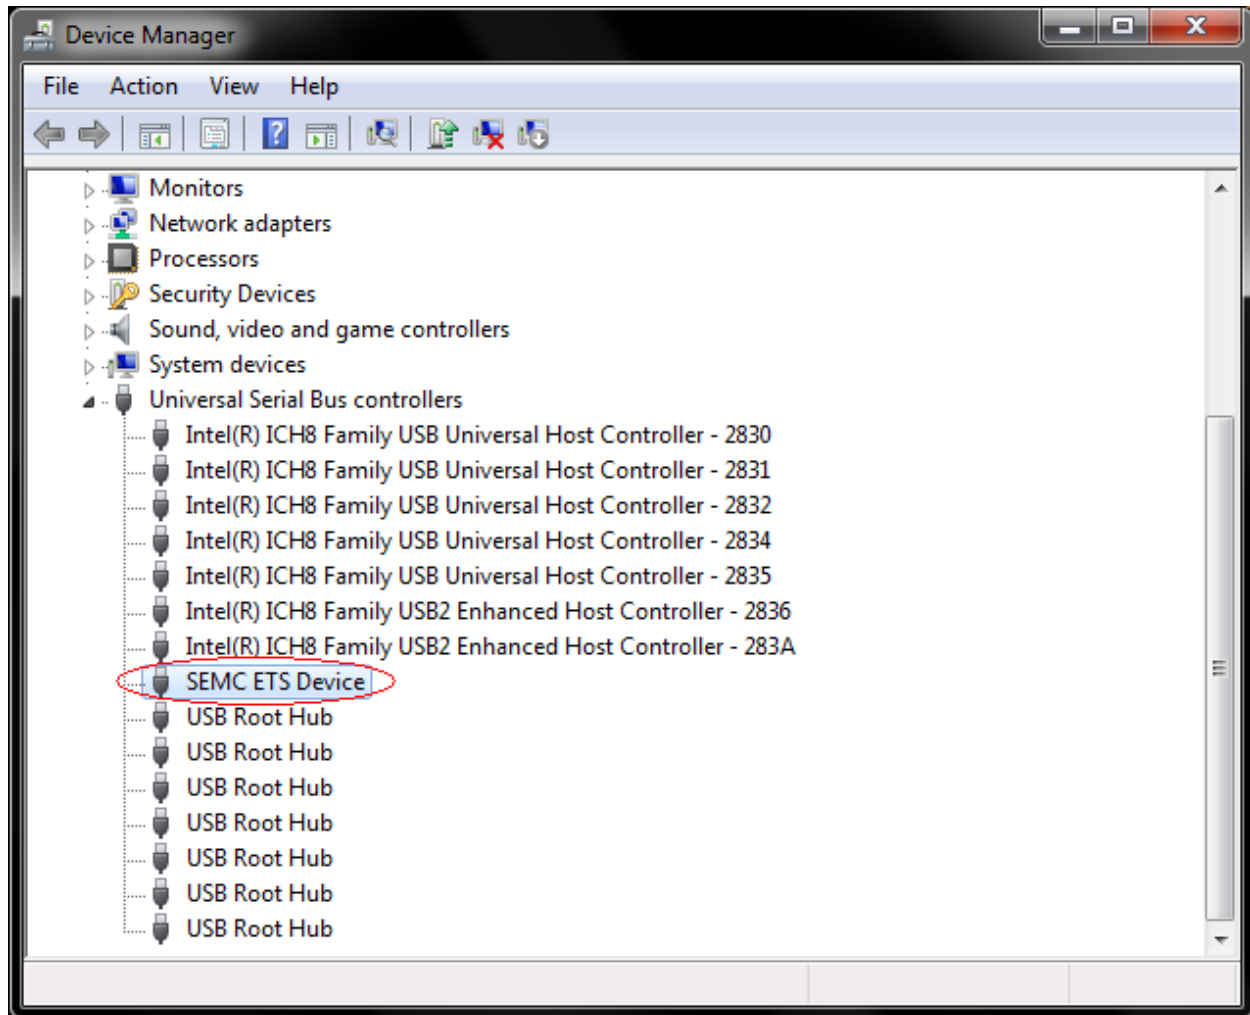 Device Manager
File Action View Help
Monitors
Network adapters
Processors
Security Devices
Sound, video and game controllers
System devices
Universal Serial Bus controllers
Intel(R) ICH8 Family USB Universal Host Controller - 2830
Intel(R) ICH8 Family USB Universal Host Controller - 2831
Intel(R) ICH8 Family USB Universal Host Controller - 2832
Intel(R) ICH8 Family USB Universal Host Controller - 2834
Intel(R) ICH8 Family USB Universal Host Controller - 2835
Intel(R) ICH8 Family USB2 Enhanced Host Controller - 2836
Intel(R) ICH8 Family USB2 Enhanced Host Controller - 283A
SEMC ETS Device
USB Root Hub
USB Root Hub
USB Root Hub
USB Root Hub
USB Root Hub
USB Root Hub
USB Root Hub